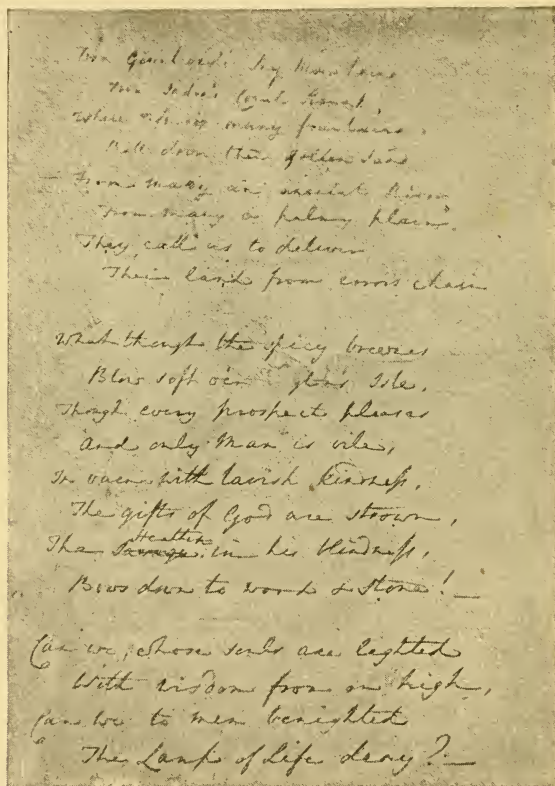 From Greenland's Icy Mountains
From India's Coral Strand
Where Afric's sunny fountains,
Roll down their golden sand
From many an ancient River
From many a palmy plain,
They call us to deliver
Their land from error's chain

What though the spicy breezes
Blow soft o'er Ceylon's Isle,
Though every prospect pleases
And only Man is vile,
In vain with lavish kindness,
The gifts of God are strown,
The Savage Heathen in his blindness,
Bows down to wood & stone! —

Can we, whose souls are lighted
With wisdom from on high,
Can we to men benighted
The Lamp of Life deny? —